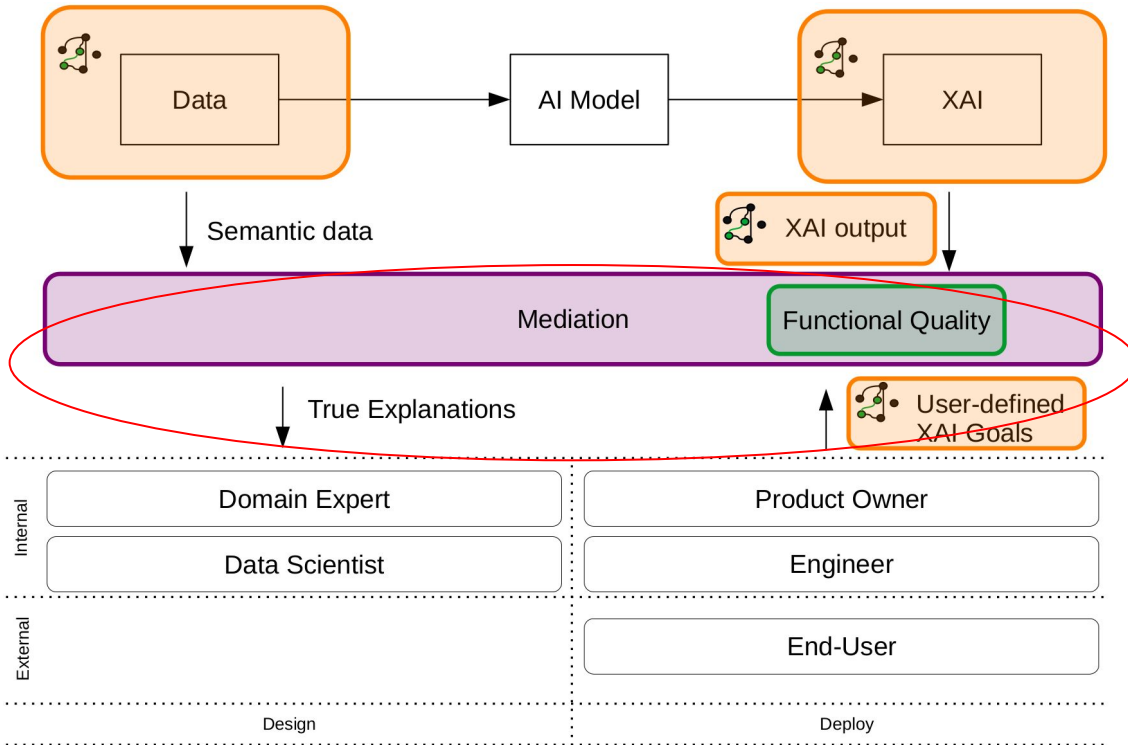 Data
AI Model
XAI
Semantic data
XAI output
Mediation
Functional Quality
True Explanations
User-defined
XAI Goals
Internal
Domain Expert
Product Owner
Data Scientist
Engineer
External
End-User
Design
Deploy